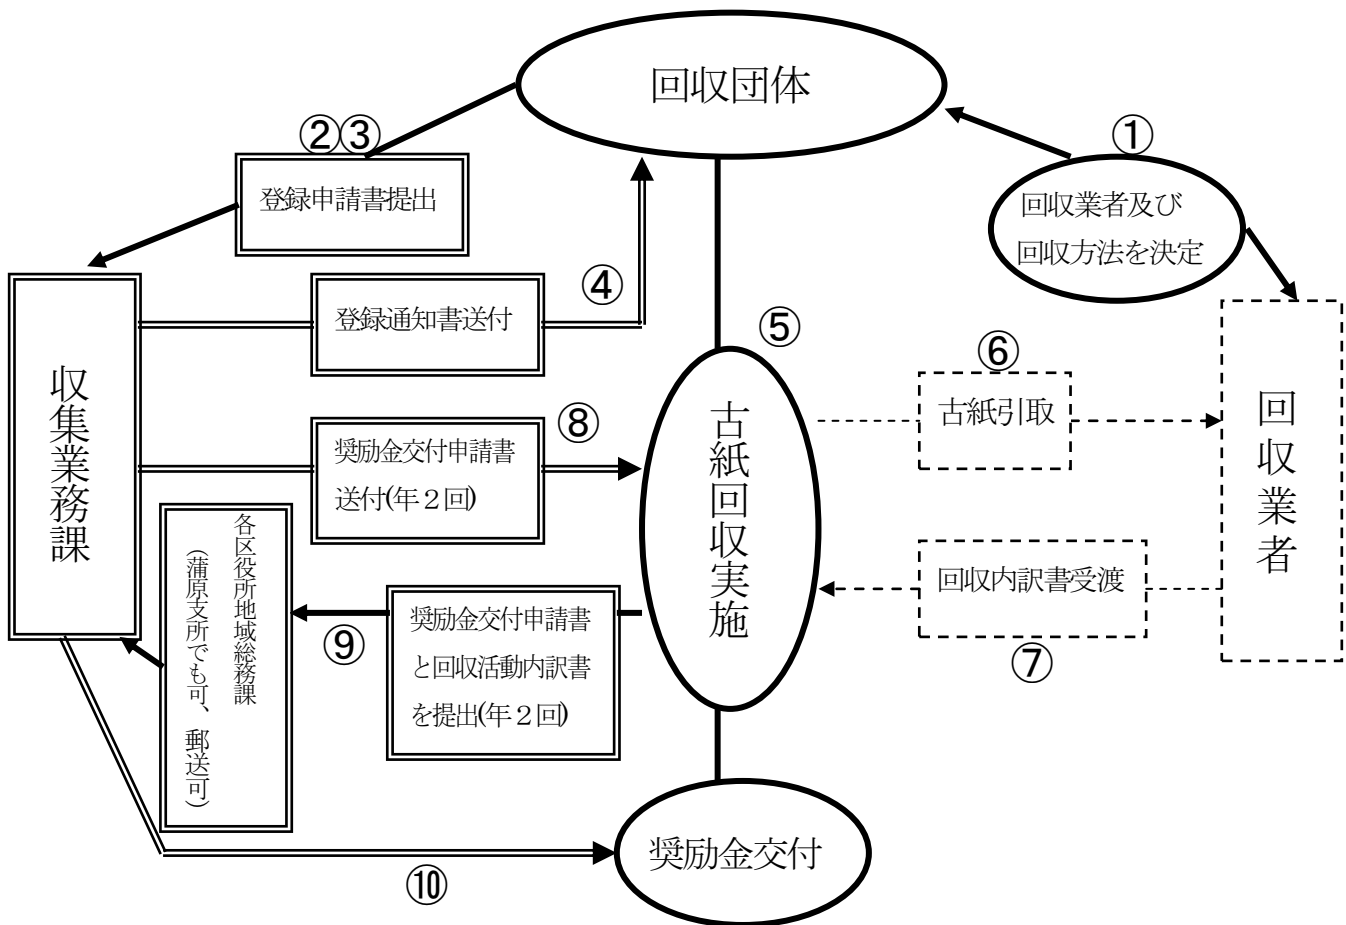 回収団体
①
回収業者及び
回収方法を決定
②③
登録申請書提出
④
登録通知書送付
⑤
古紙回収実施
⑥
古紙引取
回収業者
収集業務課
⑧
奨励金交付申請書
送付(年２回)
回収内訳書受渡
⑦
各区役所地域総務課
(蒲原支所でも可、郵送可)
⑨
奨励金交付申請書
と回収活動内訳書
を提出(年２回)
奨励金交付
⑩